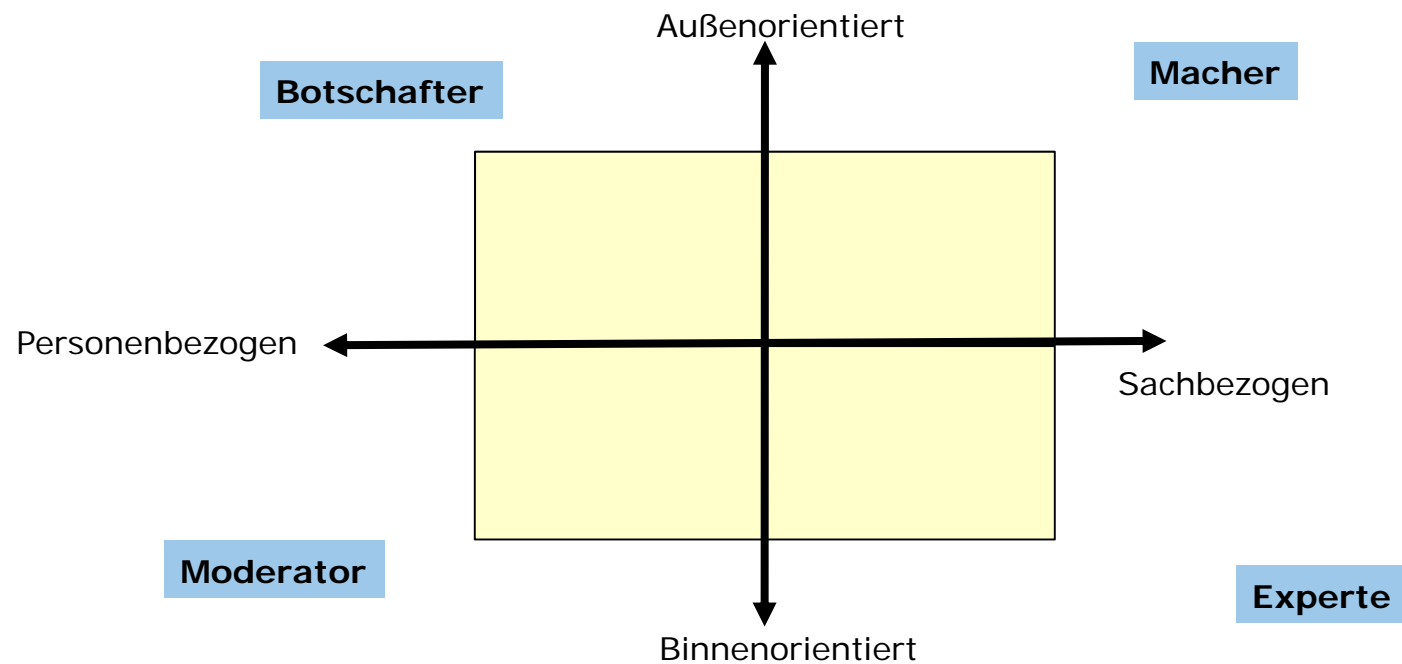 Außenorientiert
Botschafter
Macher
Personenbezogen
Sachbezogen
Moderator
Experte
Binnenorientiert